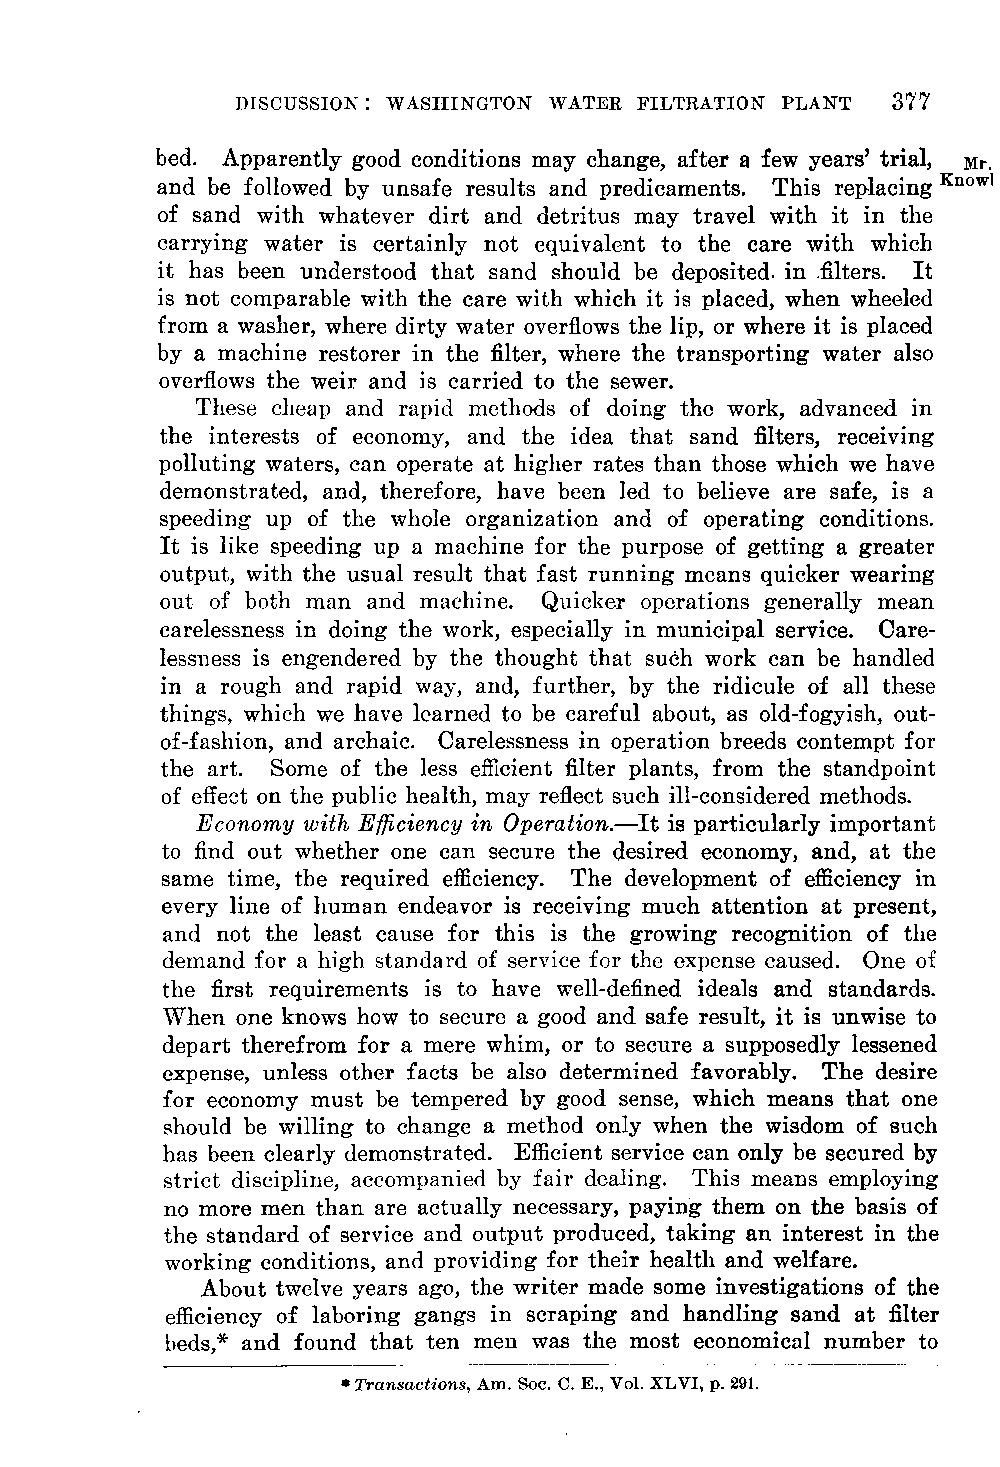 DISCUSSION: WASHINGTON WATER FILTRATION PLANT 377
bed. Apparently good conditions may change, after a few years' trial, Mr.
and be followed by unsafe results and predicaments. This replacing Knowl
of sand with whatever dirt and detritus may travel with it in the
carrying water is certainly not equivalent to the care with which
it has been understood that sand should be deposited. in .filters. It
is not comparable with the care with which it is placed, when wheeled
from a washer, where dirty water overflows the lip, or where it is placed
by a machine restorer in the filter, where the transporting water also
overflows the weir and is carried to the sewer.
These cheap and rapid methods of doing the work, advanced in
the interests of economy, and the idea that sand filters, receiving
polluting waters, can operate at higher rates than those which we have
demonstrated, and, therefore, have been led to believe are safe, is a
speeding up of the whole organization and of operating conditions.
It is like speeding up a machine for the purpose of getting a greater
output, with the usual result that fast running means quicker wearing
out of both man and machine. Quicker operations generally mean
carelessness in doing the work, especially in municipal service. Care-
lessness is engendered by the thought that such work can be handled
in a rough and rapid way, and, further, by the ridicule of all these
things, which we have learned to be careful about, as old-fogyish, out-
of-fashion, and archaic. Carelessness in operation breeds contempt for
the art. Some of the less efficient filter plants, from the standpoint
of effect on the public health, may reflect such ill-considered methods.
Economy with Efficiency in Operation.—It is particularly important
to find out whether one can secure the desired economy, and, at the
same time, the required efficiency. The development of efficiency in
every line of human endeavor is receiving much attention at present,
and not the least cause for this is the growing recognition of the
demand for a high standard of service for the expense caused. One of
the first requirements is to have well-defined ideals and standards.
When one knows how to secure a good and safe result, it is unwise to
depart therefrom for a mere whim, or to secure a supposedly lessened
expense, unless other facts be also determined favorably. The desire
for economy must be tempered by good sense, which means that one
should be willing to change a method only when the wisdom of such
has been clearly demonstrated. Efficient service can only be secured by
strict discipline, accompanied by fair dealing. This means employing
no more men than are actually necessary, paying them on the basis of
the standard of service and output produced, taking an interest in the
working conditions, and providing for their health and welfare.
About twelve years ago, the writer made some investigations of the
efficiency of laboring gangs in scraping and handling sand at filter
beds,* and found that ten men was the most economical number to
* Transactions, Am. Soc. C. E., Vol. XLVI, p. 291.